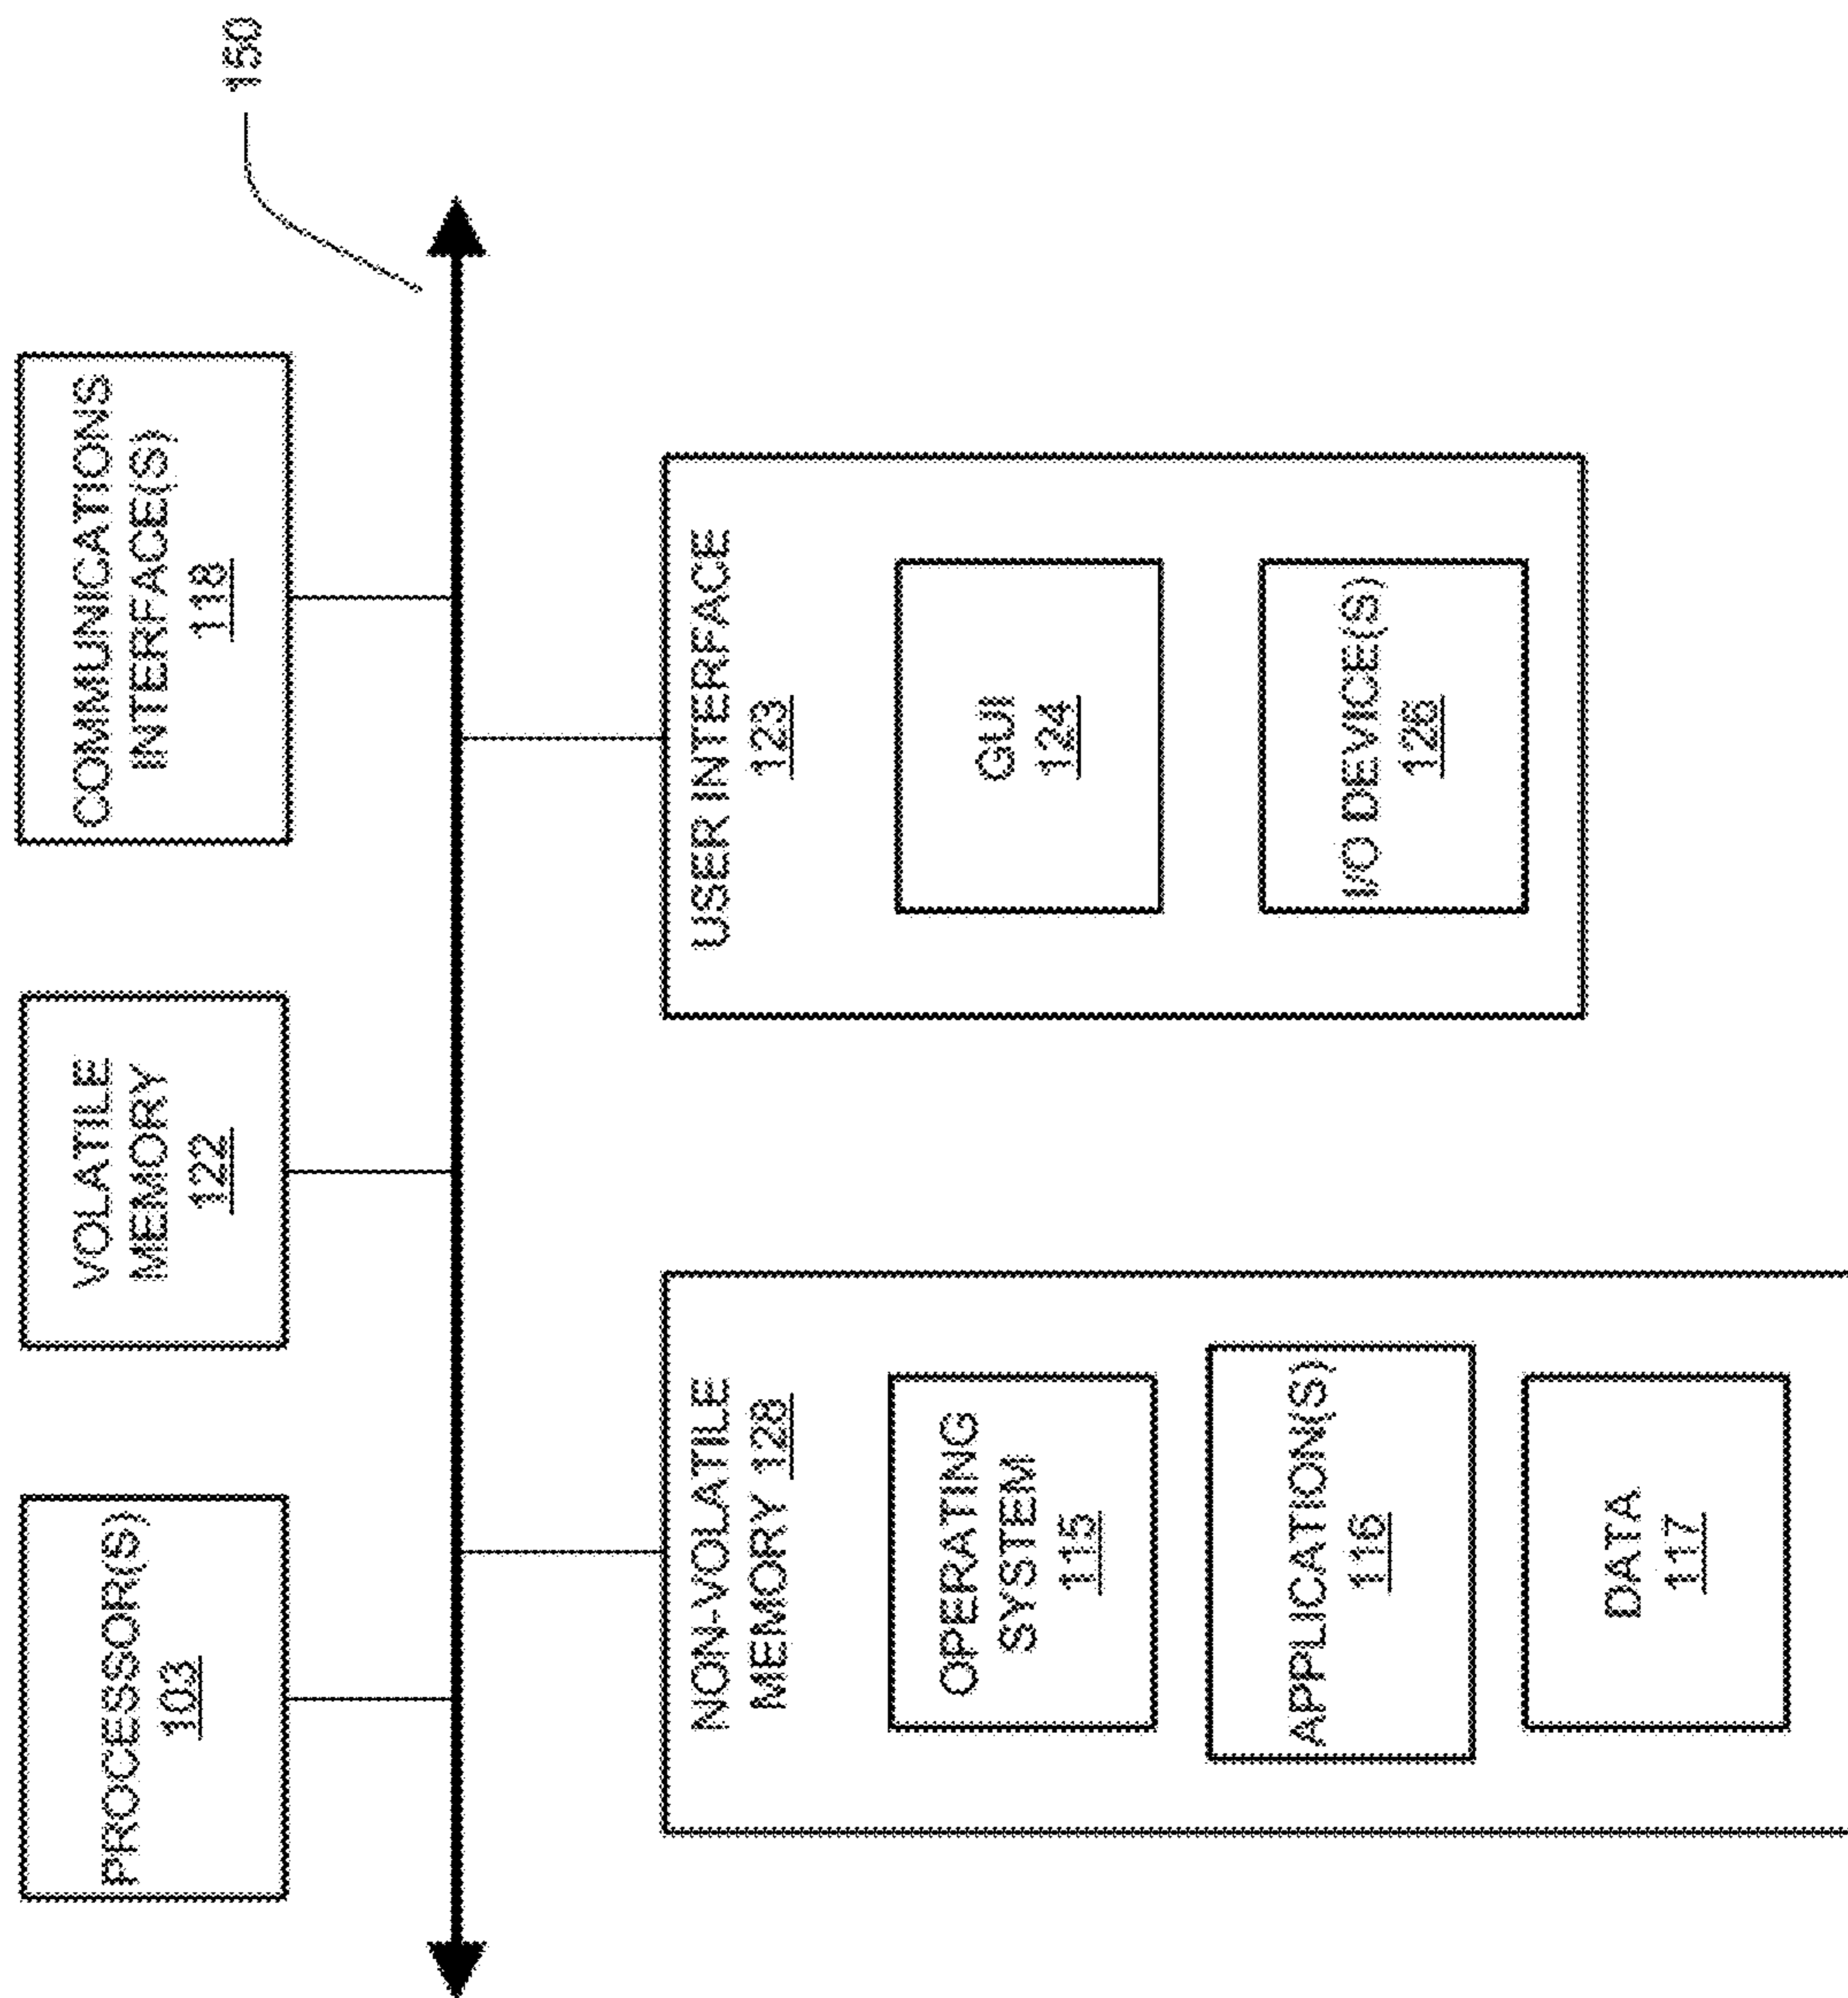 150
PROCESSOR(S)
103
VOLATILE
MEMORY
122
COMMUNICATIONS
INTERFACE(S)
118
NON-VOLATILE
MEMORY 128
OPERATING
SYSTEM
115
APPLICATION(S)
116
DATA
117
USER INTERFACE
123
GUI
124
I/O DEVICE(S)
126